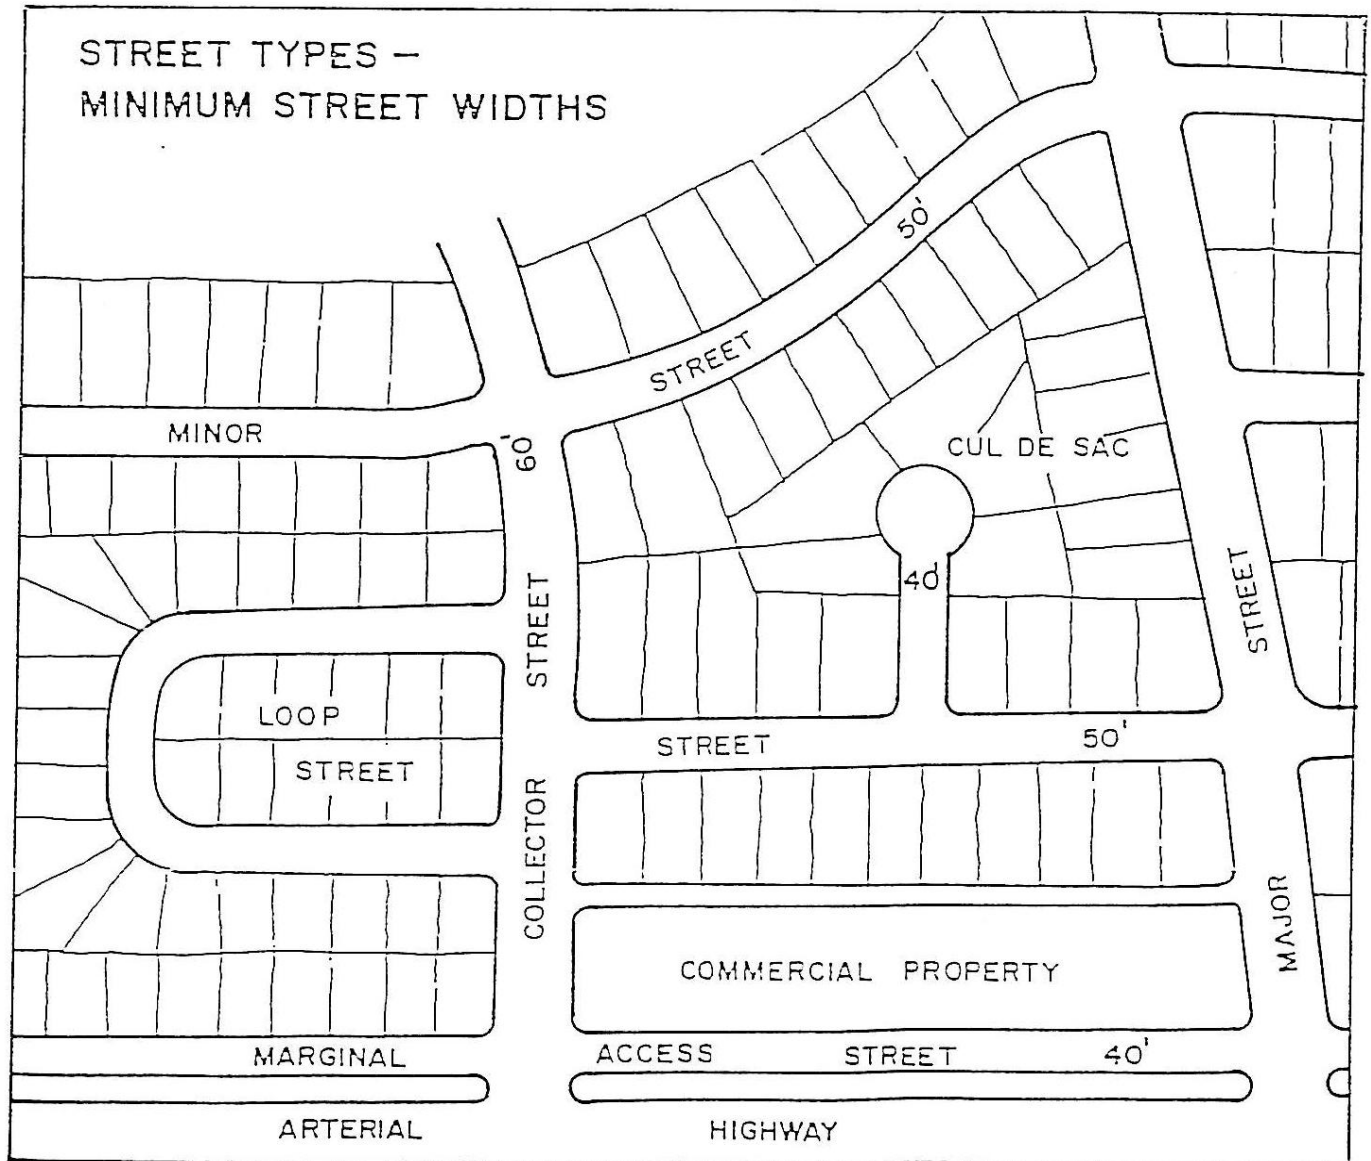 STREET TYPES –
MINIMUM STREET WIDTHS
50'
STREET
MINOR
60'
CUL DE SAC
40'
STREET
STREET
LOOP
STREET
STREET
50'
COLLECTOR
MAJOR
COMMERCIAL PROPERTY
MARGINAL ACCESS STREET 40'
ARTERIAL HIGHWAY